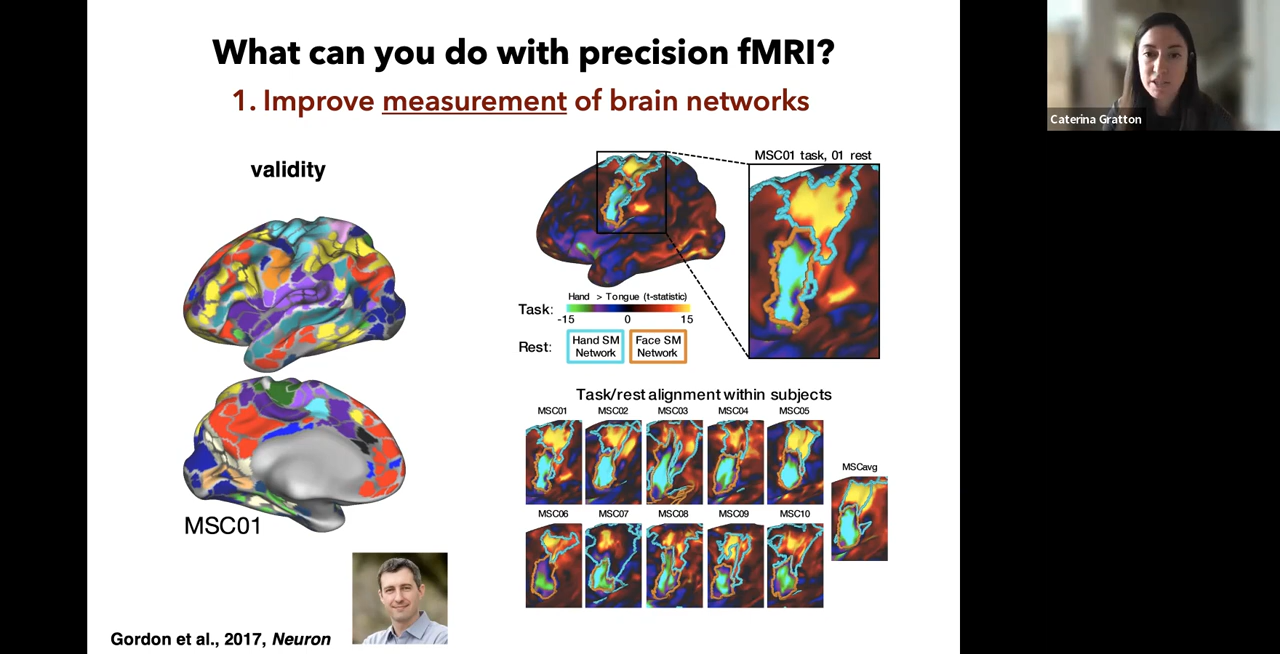 What can you do with precision fMRI?
1. Improve measurement of brain networks
Caterina Gratton
validity
MSC01
Gordon et al., 2017, Neuron
MSC01 task, 01 rest
Hand > Tongue (t-statistic)
Task:
-15 0 15
Rest:
Hand SM
Network
Face SM
Network
Task/rest alignment within subjects
MSC01 MSC02 MSC03 MSC04 MSC05
MSCavg
MSC06 MSC07 MSC08 MSC09 MSC10